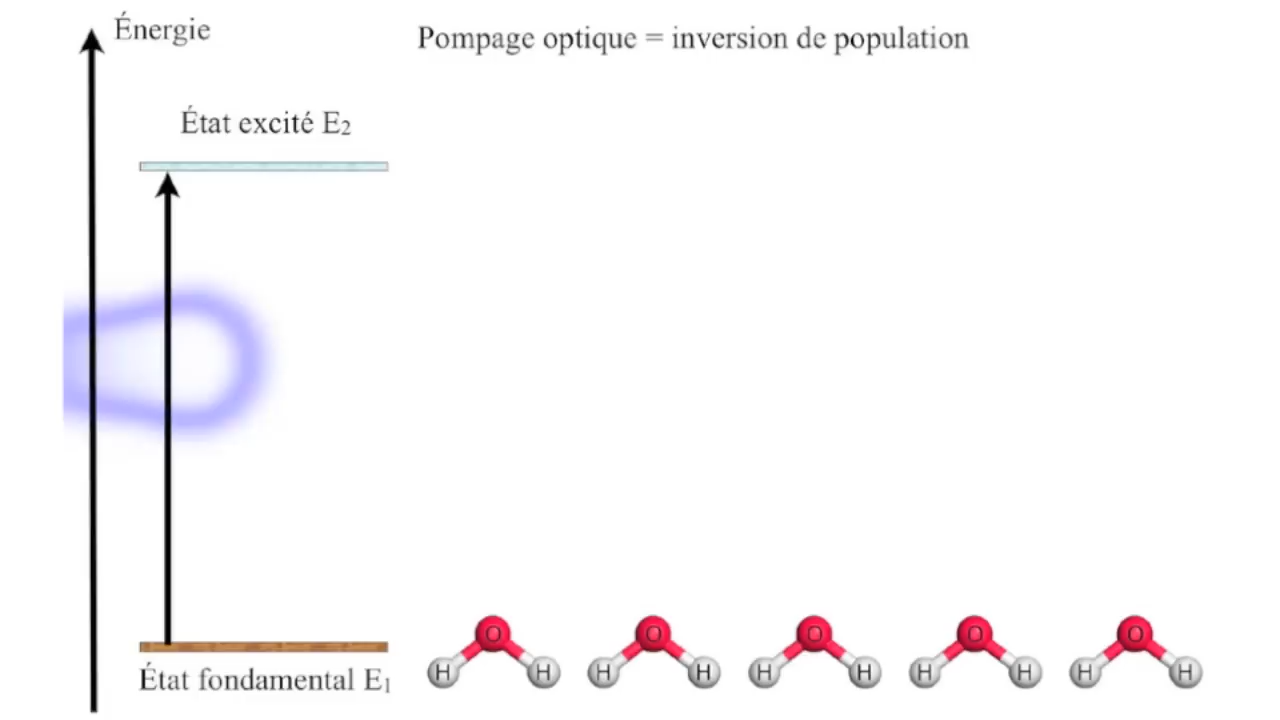 Énergie
Pompage optique = inversion de population
État excité E₂
O O O O O
H H H H H H H H H H
État fondamental E₁